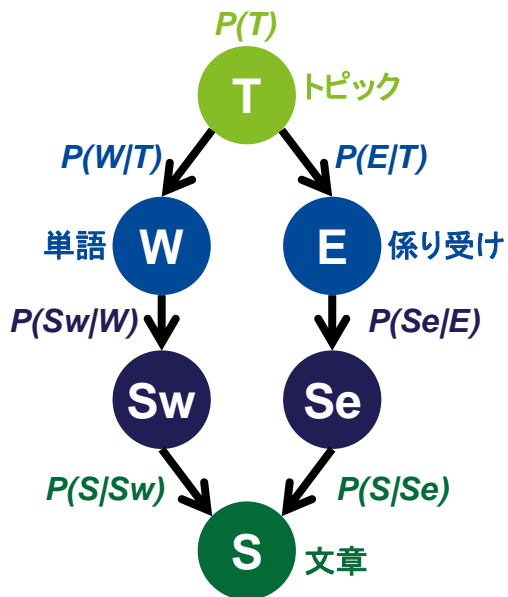 P(T)
T
トピック
P(W|T)
P(E|T)
単語
W
E
係り受け
P(Sw|W)
P(Se|E)
Sw
Se
P(S|Sw)
P(S|Se)
S
文章